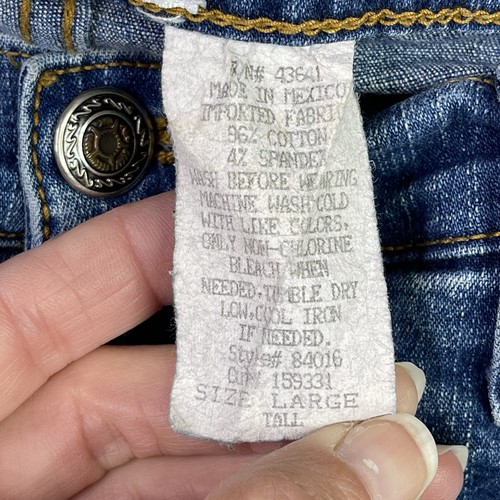 RN# 43641
MADE IN MEXICO
IMPORTED FABRIC
96% COTTON
4% SPANDEX
WASH BEFORE WEARING
MACHINE WASH COLD
WITH LIKE COLORS.
ONLY NON-CHLORINE
BLEACH WHEN
NEEDED.TUMBLE DRY
LOW.COOL IRON
IF NEEDED.
Style# 84016
Cut# 159331
SIZE LARGE
TALL